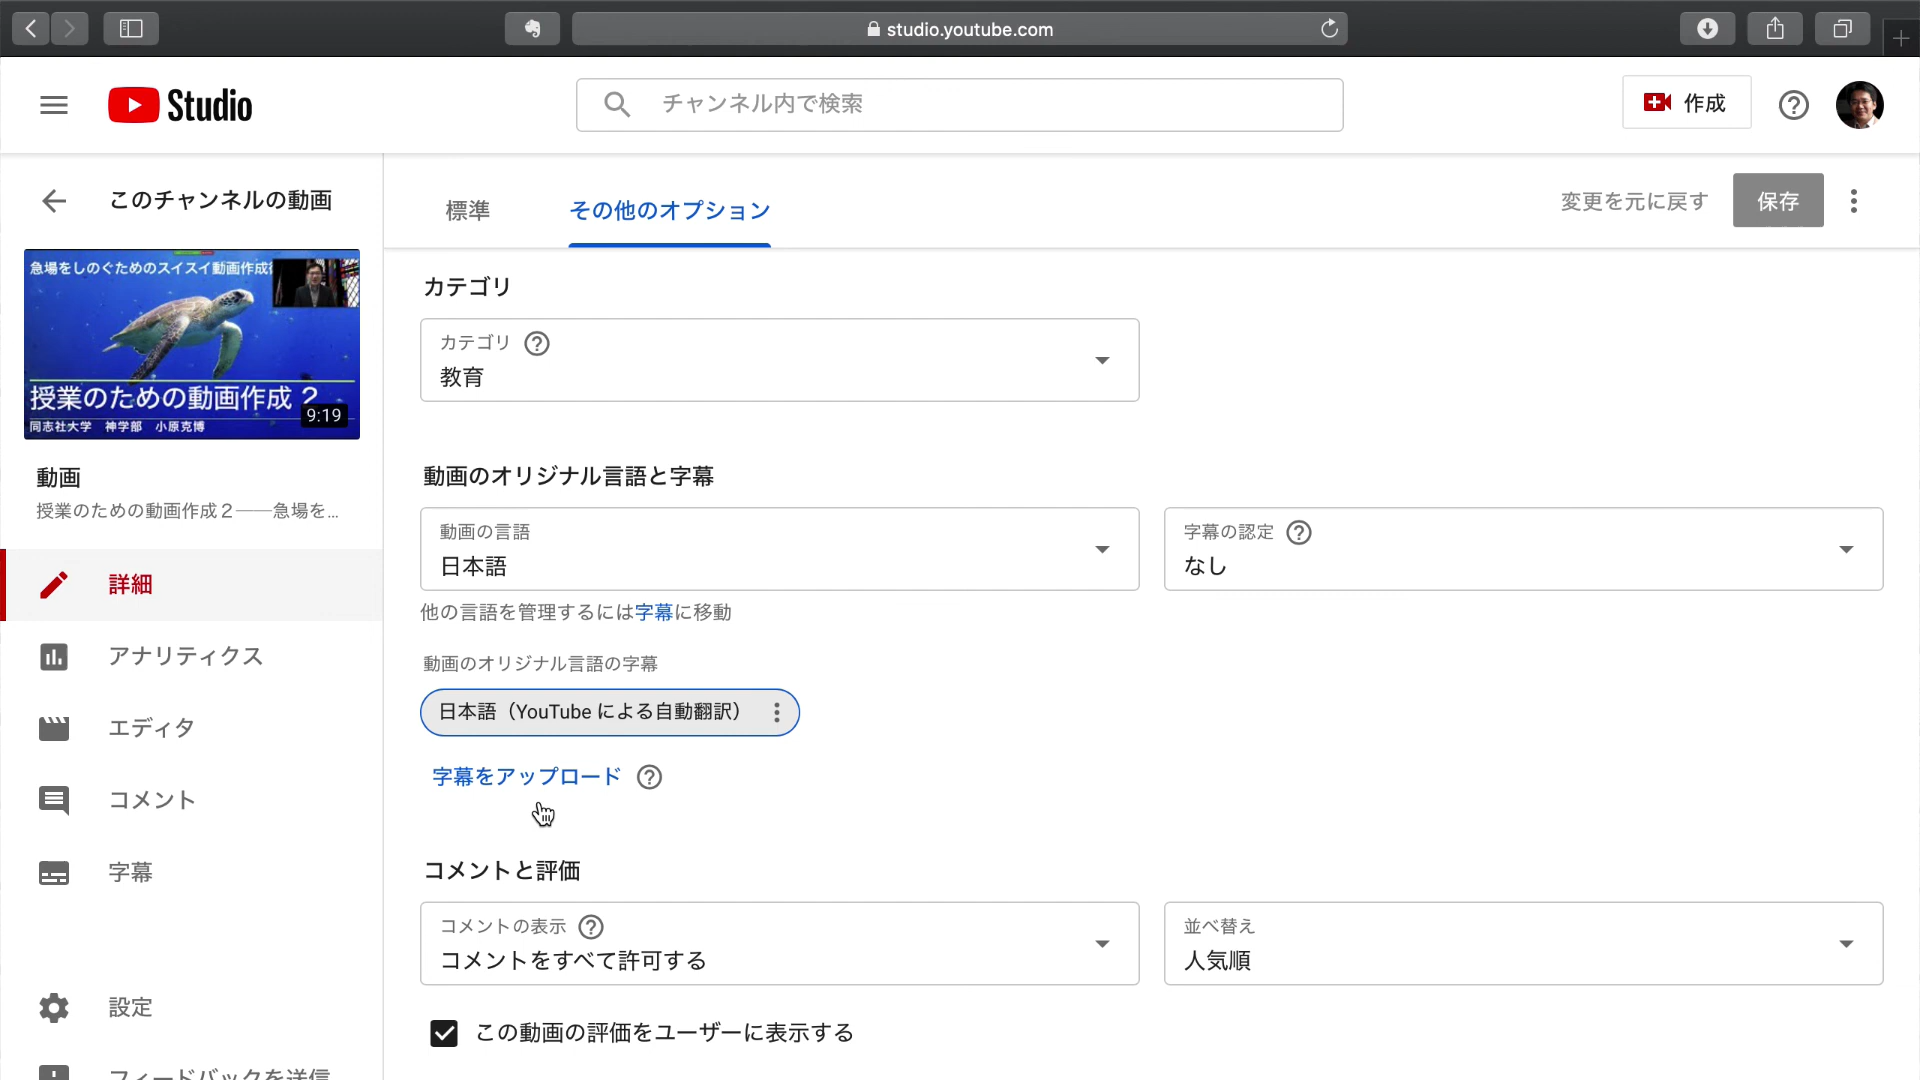 studio.youtube.com
Studio
チャンネル内で検索
作成
このチャンネルの動画
標準
その他のオプション
変更を元に戻す
保存
急場をしのぐためのスイスイ動画作成
授業のための動画作成 2
9:19
同志社大学 神学部 小原克博
動画
授業のための動画作成２──急場を...
詳細
アナリティクス
エディタ
コメント
字幕
設定
フィードバックを送信
カテゴリ
カテゴリ
教育
動画のオリジナル言語と字幕
動画の言語
日本語
字幕の認定
なし
他の言語を管理するには字幕に移動
動画のオリジナル言語の字幕
日本語（YouTube による自動翻訳）
字幕をアップロード
コメントと評価
コメントの表示
コメントをすべて許可する
並べ替え
人気順
この動画の評価をユーザーに表示する